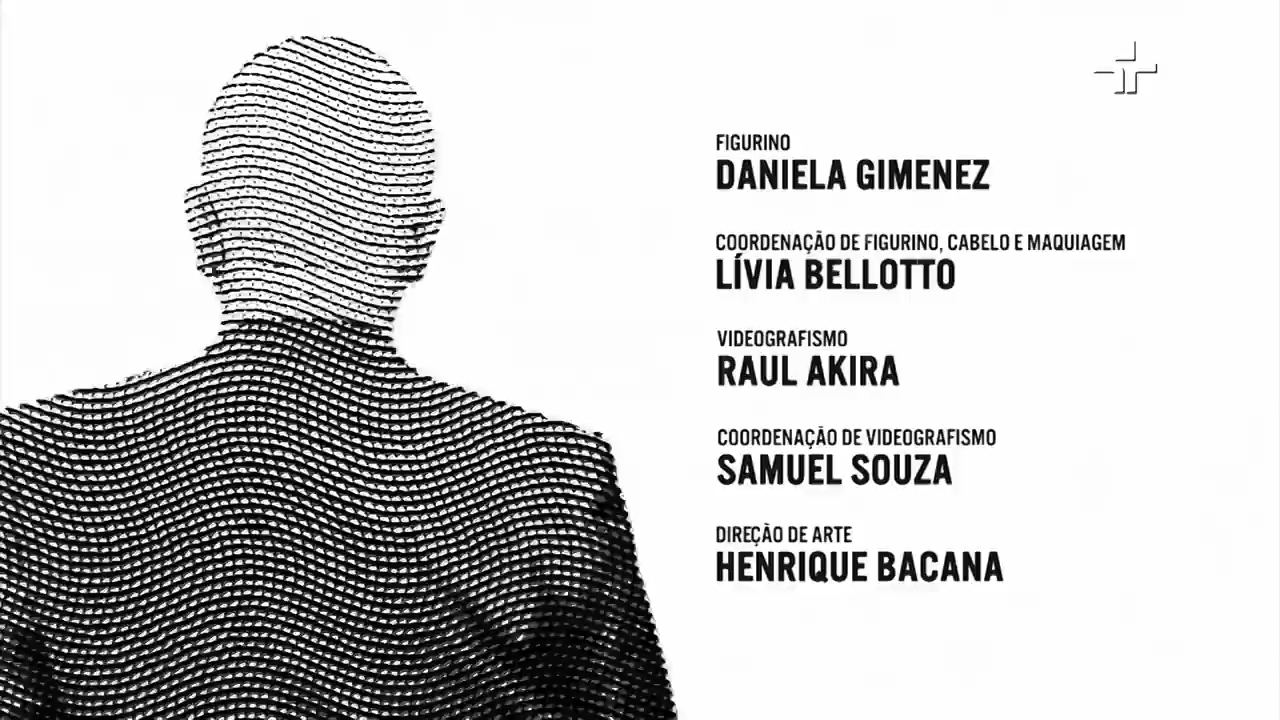 FIGURINO
DANIELA GIMENEZ
COORDENAÇÃO DE FIGURINO, CABELO E MAQUIAGEM
LÍVIA BELLOTTO
VIDEOGRAFISMO
RAUL AKIRA
COORDENAÇÃO DE VIDEOGRAFISMO
SAMUEL SOUZA
DIREÇÃO DE ARTE
HENRIQUE BACANA